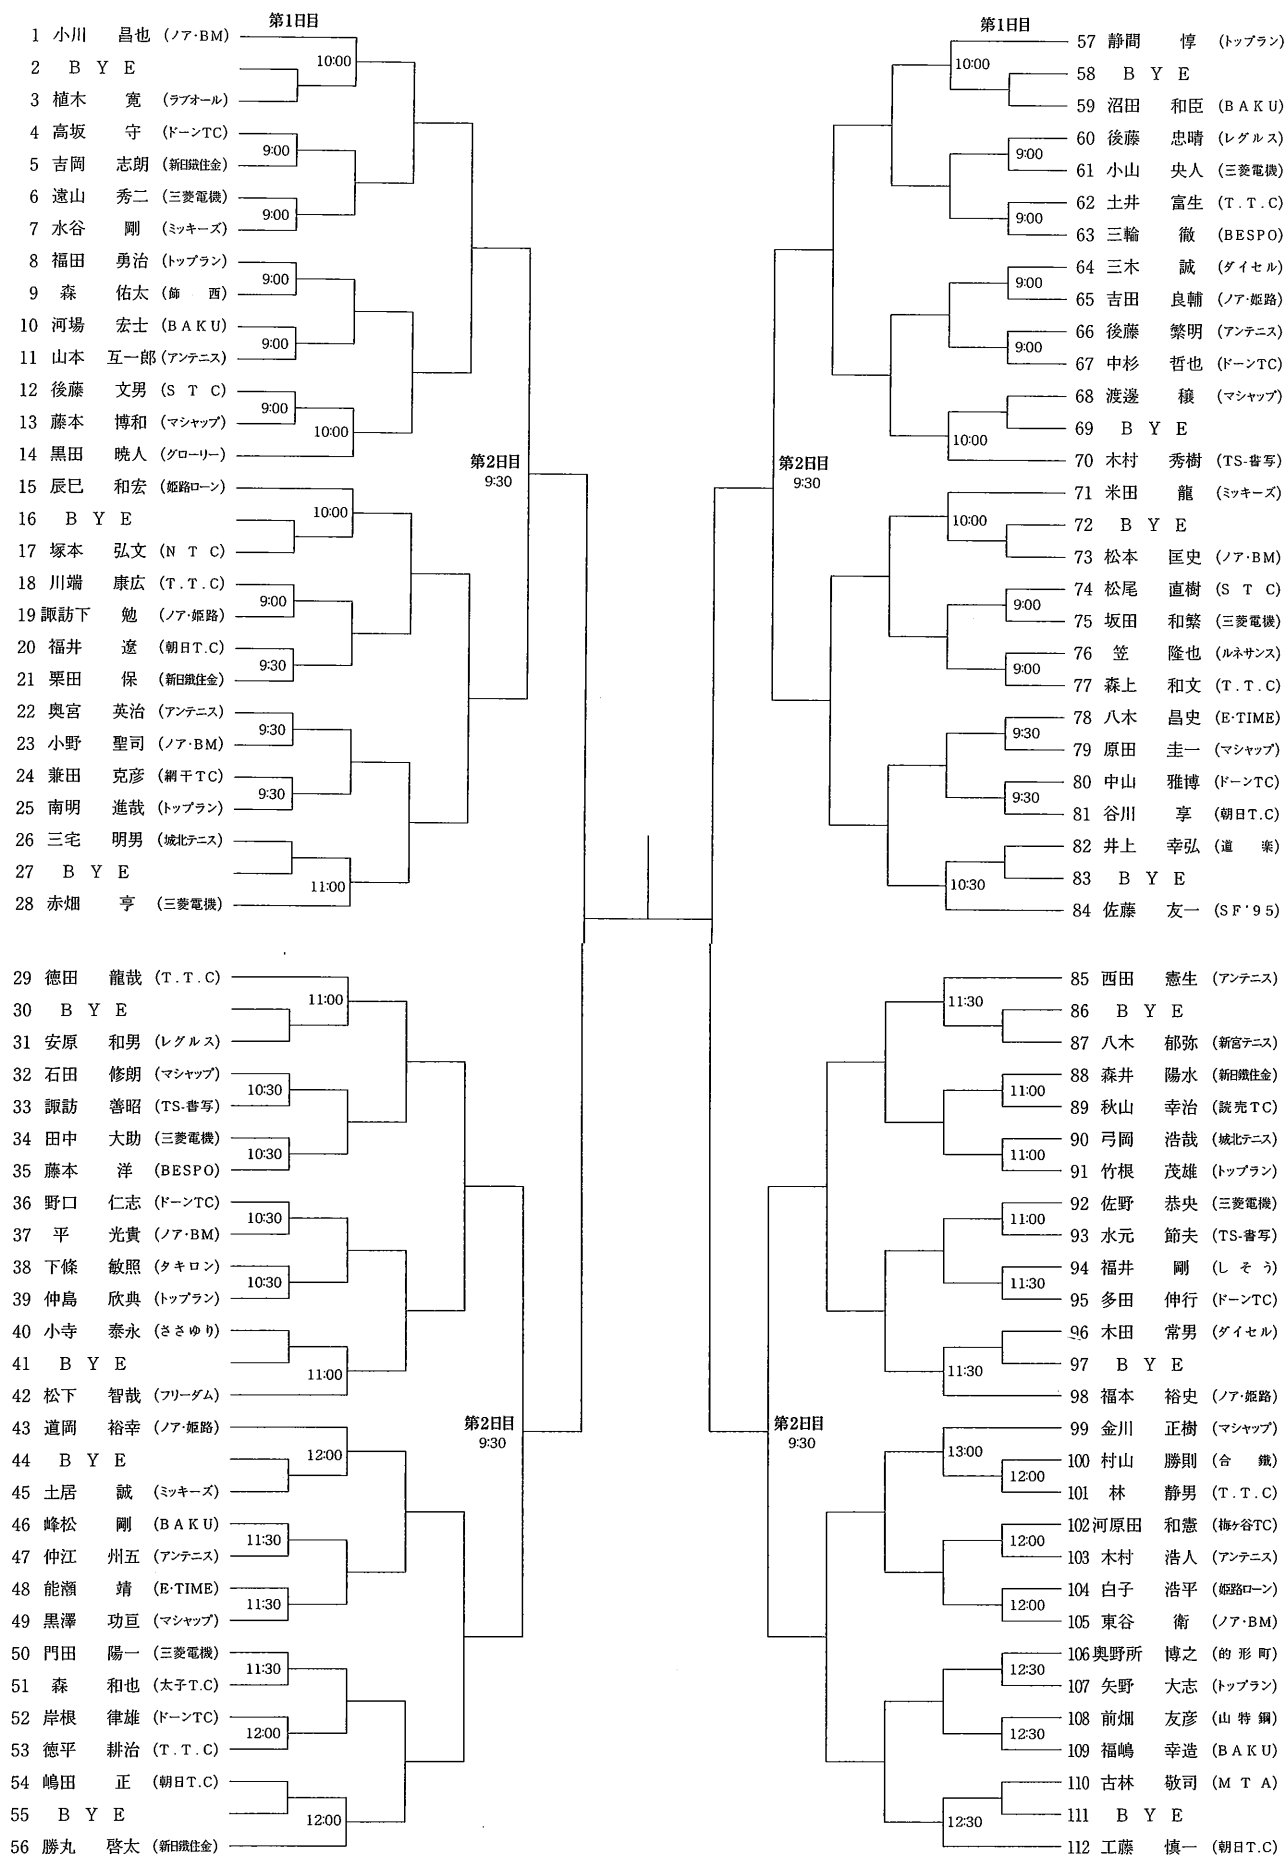 第1日目
1 小川 昌也 (ノア・BM)
10:00
2 B Y E
3 植木 寛 (ラブオール)
4 高坂 守 (ドーンTC)
9:00
5 吉岡 志朗 (新日鐵住金)
6 遠山 秀二 (三菱電機)
9:00
7 水谷 剛 (ミッキーズ)
8 福田 勇治 (トップラン)
9:00
9 森 佑太 (飾 西)
10 河場 宏士 (BAKU)
9:00
11 山本 互一郎 (アンテニス)
12 後藤 文男 (S T C)
9:00
13 藤本 博和 (マシャップ)
10:00
14 黒田 暁人 (グローリー)
第2日目
9:30
15 辰巳 和宏 (姫路ローン)
10:00
16 B Y E
17 塚本 弘文 (N T C)
18 川端 康広 (T.T.C)
9:00
19 諏訪下 勉 (ノア・姫路)
20 福井 遼 (朝日T.C)
9:30
21 栗田 保 (新日鐵住金)
22 奥宮 英治 (アンテニス)
9:30
23 小野 聖司 (ノア・BM)
24 兼田 克彦 (網干TC)
9:30
25 南明 進哉 (トップラン)
26 三宅 明男 (城北テニス)
27 B Y E
11:00
28 赤畑 亨 (三菱電機)
29 徳田 龍哉 (T.T.C)
11:00
30 B Y E
31 安原 和男 (レグルス)
32 石田 修朗 (マシャップ)
10:30
33 諏訪 善昭 (TS-書写)
34 田中 大助 (三菱電機)
10:30
35 藤本 洋 (BESPO)
36 野口 仁志 (ドーンTC)
10:30
37 平 光貴 (ノア・BM)
38 下條 敏照 (タキロン)
10:30
39 仲島 欣典 (トップラン)
40 小寺 泰永 (ささゆり)
41 B Y E
11:00
42 松下 智哉 (フリーダム)
第2日目
9:30
43 道岡 裕幸 (ノア・姫路)
12:00
44 B Y E
45 土居 誠 (ミッキーズ)
46 峰松 剛 (BAKU)
11:30
47 仲江 州五 (アンテニス)
48 能瀬 靖 (E・TIME)
11:30
49 黒澤 功亘 (マシャップ)
50 門田 陽一 (三菱電機)
11:30
51 森 和也 (太子T.C)
52 岸根 律雄 (ドーンTC)
12:00
53 徳平 耕治 (T.T.C)
54 嶋田 正 (朝日T.C)
55 B Y E
12:00
56 勝丸 啓太 (新日鐵住金)
第1日目
57 静間 惇 (トップラン)
10:00
58 B Y E
59 沼田 和臣 (BAKU)
60 後藤 忠晴 (レグルス)
9:00
61 小山 央人 (三菱電機)
62 土井 富生 (T.T.C)
9:00
63 三輪 徹 (BESPO)
64 三木 誠 (ダイセル)
9:00
65 吉田 良輔 (ノア・姫路)
66 後藤 繁明 (アンテニス)
9:00
67 中杉 哲也 (ドーンTC)
68 渡邊 穣 (マシャップ)
69 B Y E
10:00
70 木村 秀樹 (TS-書写)
第2日目
9:30
71 米田 龍 (ミッキーズ)
10:00
72 B Y E
73 松本 匡史 (ノア・BM)
74 松尾 直樹 (S T C)
9:00
75 坂田 和繁 (三菱電機)
76 笠 隆也 (ルネサンス)
9:00
77 森上 和文 (T.T.C)
78 八木 昌史 (E・TIME)
9:30
79 原田 圭一 (マシャップ)
80 中山 雅博 (ドーンTC)
9:30
81 谷川 享 (朝日T.C)
82 井上 幸弘 (道 楽)
83 B Y E
10:30
84 佐藤 友一 (SF'95)
85 西田 憲生 (アンテニス)
11:30
86 B Y E
87 八木 郁弥 (新宮テニス)
88 森井 陽水 (新日鐵住金)
11:00
89 秋山 幸治 (読売TC)
90 弓岡 浩哉 (城北テニス)
11:00
91 竹根 茂雄 (トップラン)
92 佐野 恭央 (三菱電機)
11:00
93 水元 節夫 (TS-書写)
94 福井 剛 (しそう)
11:30
95 多田 伸行 (ドーンTC)
96 木田 常男 (ダイセル)
97 B Y E
11:30
98 福本 裕史 (ノア・姫路)
第2日目
9:30
99 金川 正樹 (マシャップ)
13:00
100 村山 勝則 (合 鐵)
12:00
101 林 静男 (T.T.C)
102 河原田 和憲 (梅ヶ谷TC)
12:00
103 木村 浩人 (アンテニス)
104 白子 浩平 (姫路ローン)
12:00
105 東谷 衛 (ノア・BM)
106 奥野所 博之 (的形町)
12:30
107 矢野 大志 (トップラン)
108 前畑 友彦 (山特鋼)
12:30
109 福嶋 幸造 (BAKU)
110 古林 敬司 (M T A)
111 B Y E
12:30
112 工藤 慎一 (朝日T.C)